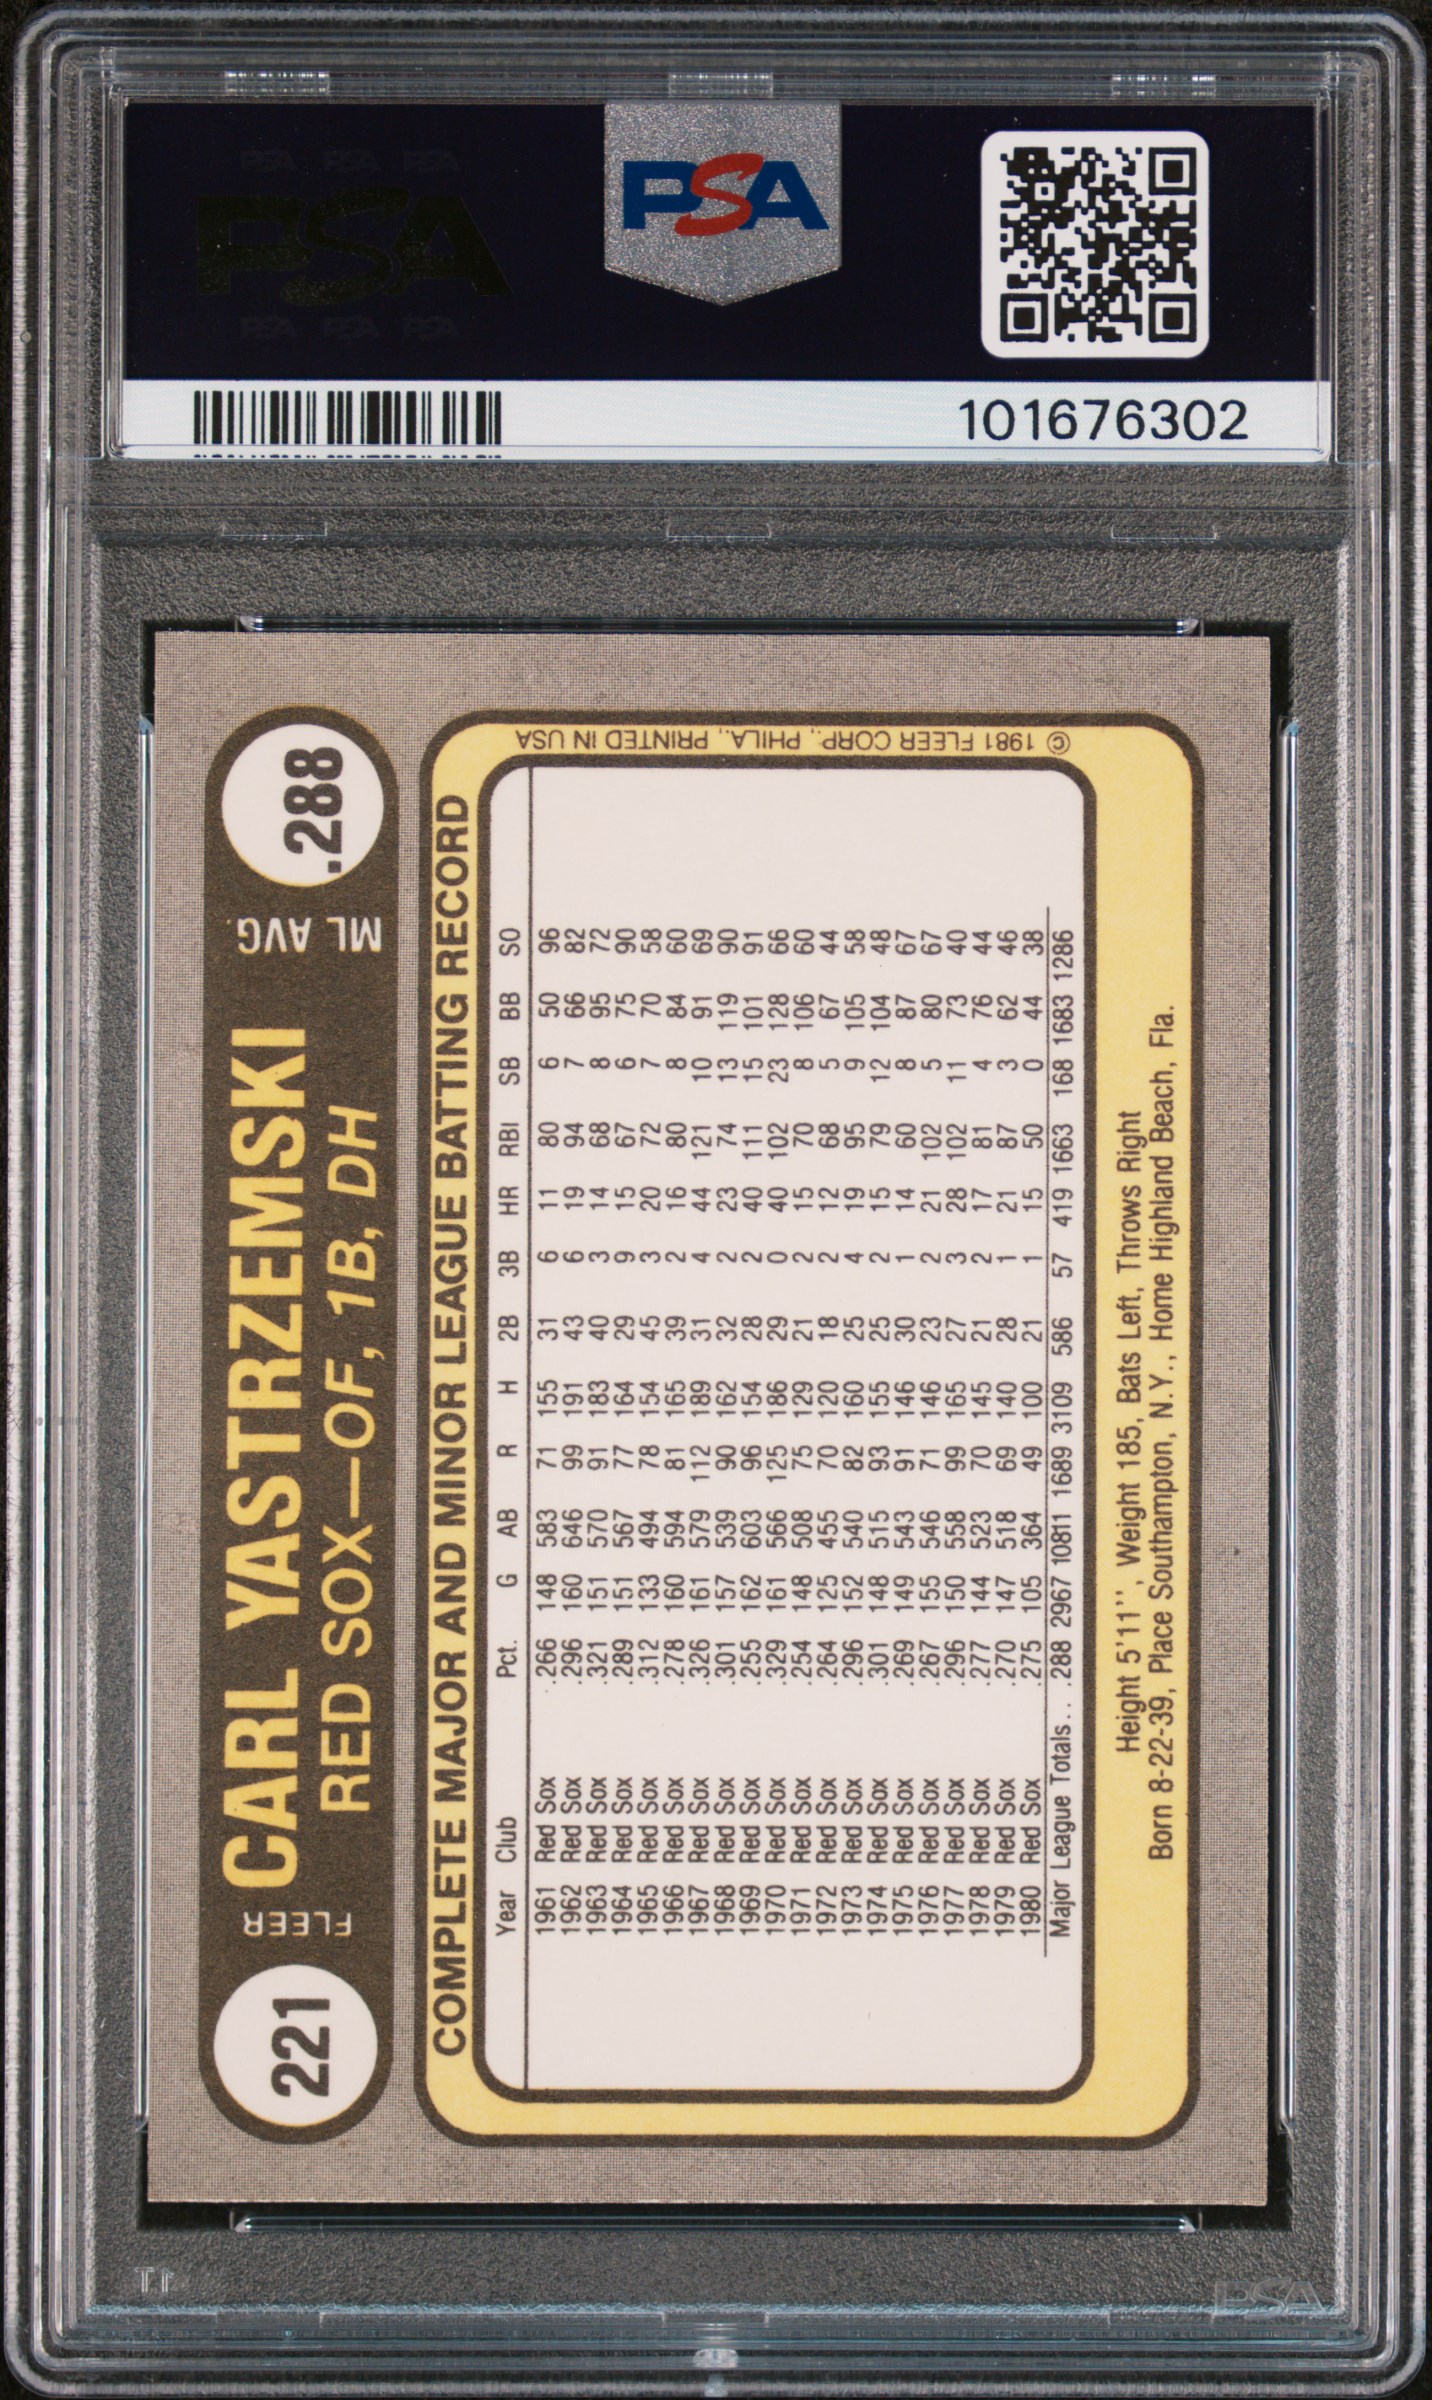 PSA PSA PSA
PSA
PSA PSA PSA
PSA
101676302
221
FLEER
CARL YASTRZEMSKI
RED SOX—OF, 1B, DH
ML AVG.
.288
COMPLETE MAJOR AND MINOR LEAGUE BATTING RECORD
Year Club Pct. G AB R H 2B 3B HR RBI SB BB SO
1961 Red Sox .266 148 583 71 155 31 6 11 80 6 50 96
1962 Red Sox .296 160 646 99 191 43 6 19 94 7 66 82
1963 Red Sox .321 151 570 91 183 40 3 14 68 8 95 72
1964 Red Sox .289 151 567 77 164 29 9 15 67 6 75 90
1965 Red Sox .312 133 494 78 154 45 3 20 72 7 70 58
1966 Red Sox .278 160 594 81 165 39 2 16 80 8 84 60
1967 Red Sox .326 161 579 112 189 31 4 44 121 10 91 69
1968 Red Sox .301 157 539 90 162 32 2 23 74 13 119 90
1969 Red Sox .255 162 603 96 154 28 2 40 111 15 101 91
1970 Red Sox .329 161 566 125 186 29 0 40 102 23 128 66
1971 Red Sox .254 148 508 75 129 21 2 15 70 8 106 60
1972 Red Sox .264 125 455 70 120 18 2 12 68 5 67 44
1973 Red Sox .296 152 540 82 160 25 4 19 95 9 105 58
1974 Red Sox .301 148 515 93 155 25 2 15 79 12 104 48
1975 Red Sox .269 149 543 91 146 30 1 14 60 8 87 67
1976 Red Sox .267 155 546 71 146 23 2 21 102 5 80 67
1977 Red Sox .296 150 558 99 165 27 3 28 102 11 73 40
1978 Red Sox .277 144 523 70 145 21 2 17 81 4 76 44
1979 Red Sox .270 147 518 69 140 28 1 21 87 3 62 46
1980 Red Sox .275 105 364 49 100 21 1 15 50 0 44 38
Major League Totals. . .288 2967 10811 1689 3109 586 57 419 1663 168 1683 1286
Height 5'11'', Weight 185, Bats Left, Throws Right
Born 8-22-39, Place Southampton, N.Y., Home Highland Beach, Fla.
© 1981 FLEER CORP., PHILA., PRINTED IN USA
PSA